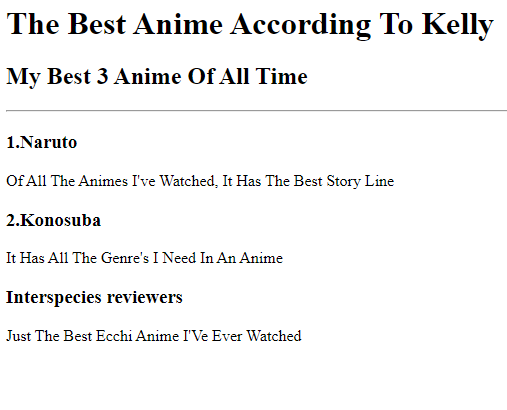 The Best Anime According To Kelly
My Best 3 Anime Of All Time
1.Naruto
Of All The Animes I've Watched, It Has The Best Story Line
2.Konosuba
It Has All The Genre's I Need In An Anime
Interspecies reviewers
Just The Best Ecchi Anime I'Ve Ever Watched